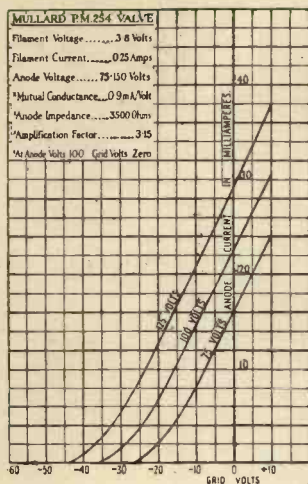 MULLARD P.M.254 VALVE
Filament Voltage ....... 3·8 Volts
Filament Current ...... 0·25 Amps
Anode Voltage ..... 75-150 Volts
*Mutual Conductance ... 0·9 mA/Volt
*Anode Impedance ... 3500 Ohms
*Amplification Factor ...... 3·15
*At Anode Volts 100 Grid Volts Zero
40
30
20
10
ANODE CURRENT IN MILLIAMPERES.
125 VOLTS
100 VOLTS
75 VOLTS
-60 -50 -40 -30 -20 -10 0 +10
GRID VOLTS